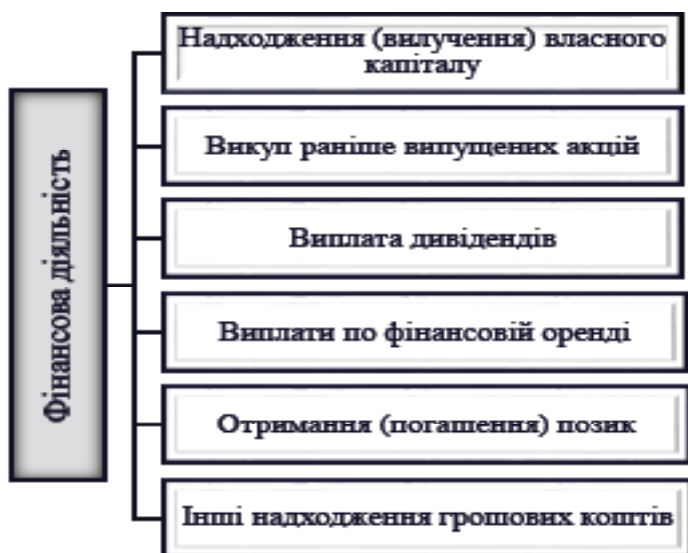 Фінансова діяльність
Надходження (вилучення) власного
капіталу
Викуп раніше випущених акцій
Виплата дивідендів
Виплати по фінансовій оренді
Отримання (погашення) позик
Інші надходження грошових коштів